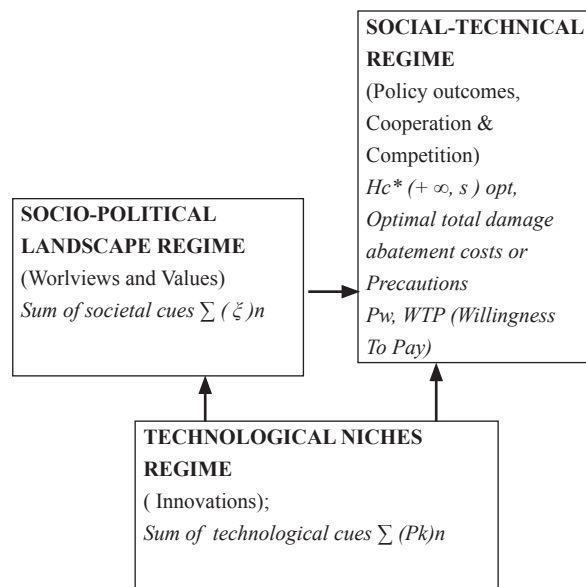 SOCIAL-TECHNICAL
REGIME
(Policy outcomes,
Cooperation &
Competition)
Hc* (+ ∞, s ) opt,
Optimal total damage
abatement costs or
Precautions
Pw, WTP (Willingness
To Pay)
SOCIO-POLITICAL
LANDSCAPE REGIME
(Worlviews and Values)
Sum of societal cues ∑ ( ξ )n
TECHNOLOGICAL NICHES
REGIME
( Innovations);
Sum of technological cues ∑ (Pk)n